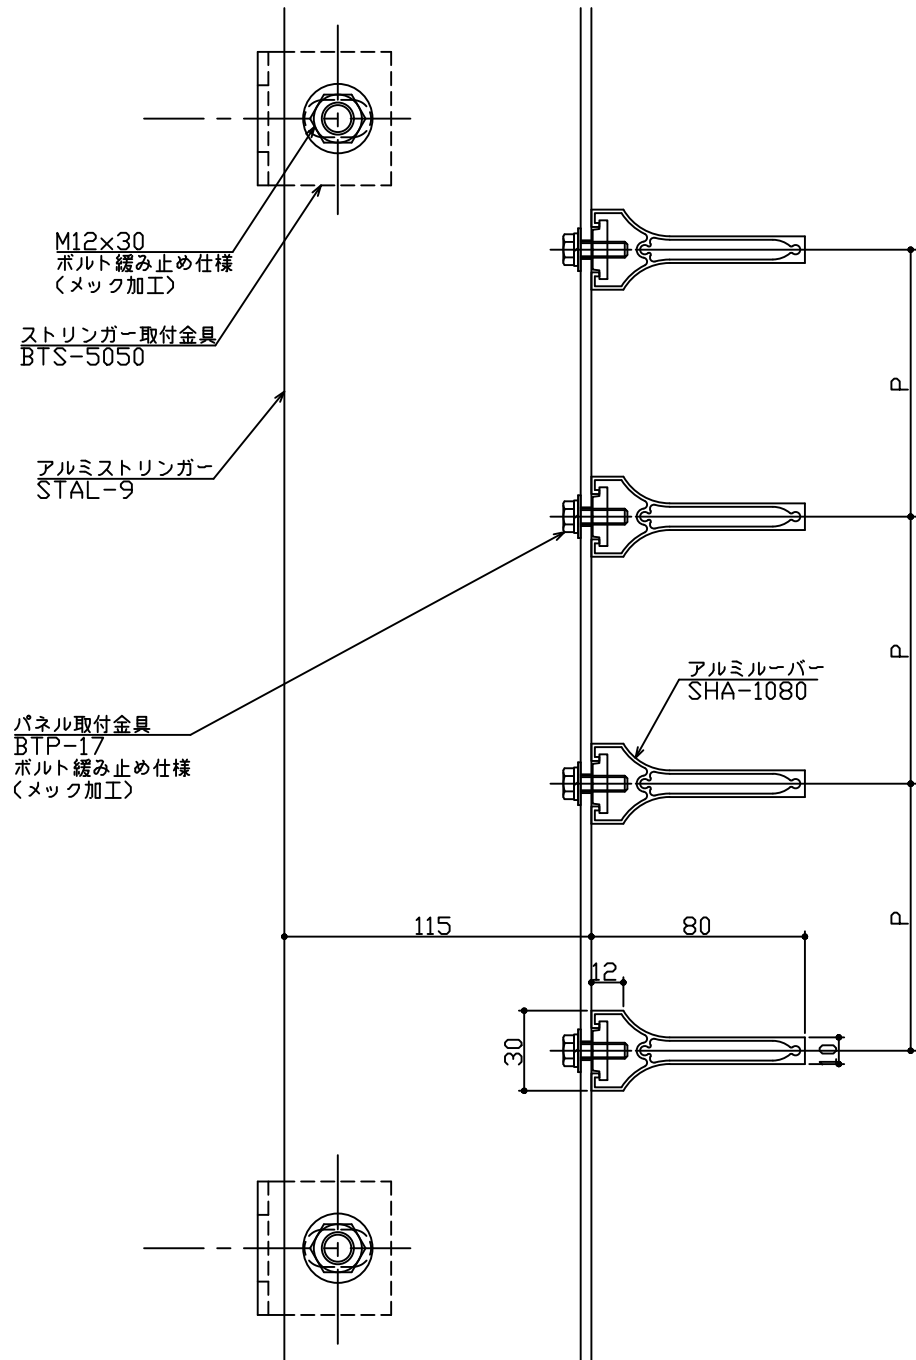 M12×30
ボルト緩み止め仕様
(メック加工)
ストリンガー取付金具
BTS-5050
P
アルミストリンガー
STAL-9
P
アルミルーバー
SHA-1080
パネル取付金具
BTP-17
ボルト緩み止め仕様
(メック加工)
P
115
80
12
30
10